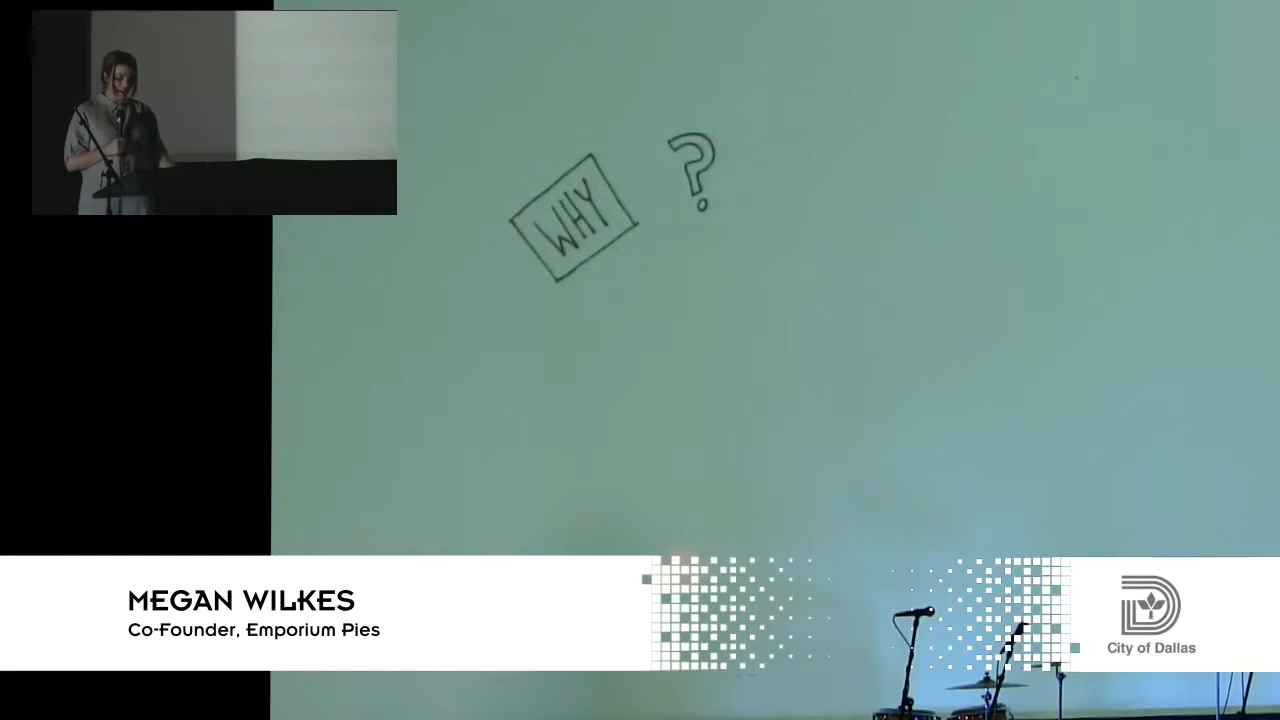 WHY ?
MEGAN WILKES
Co-Founder, Emporium Pies
City of Dallas